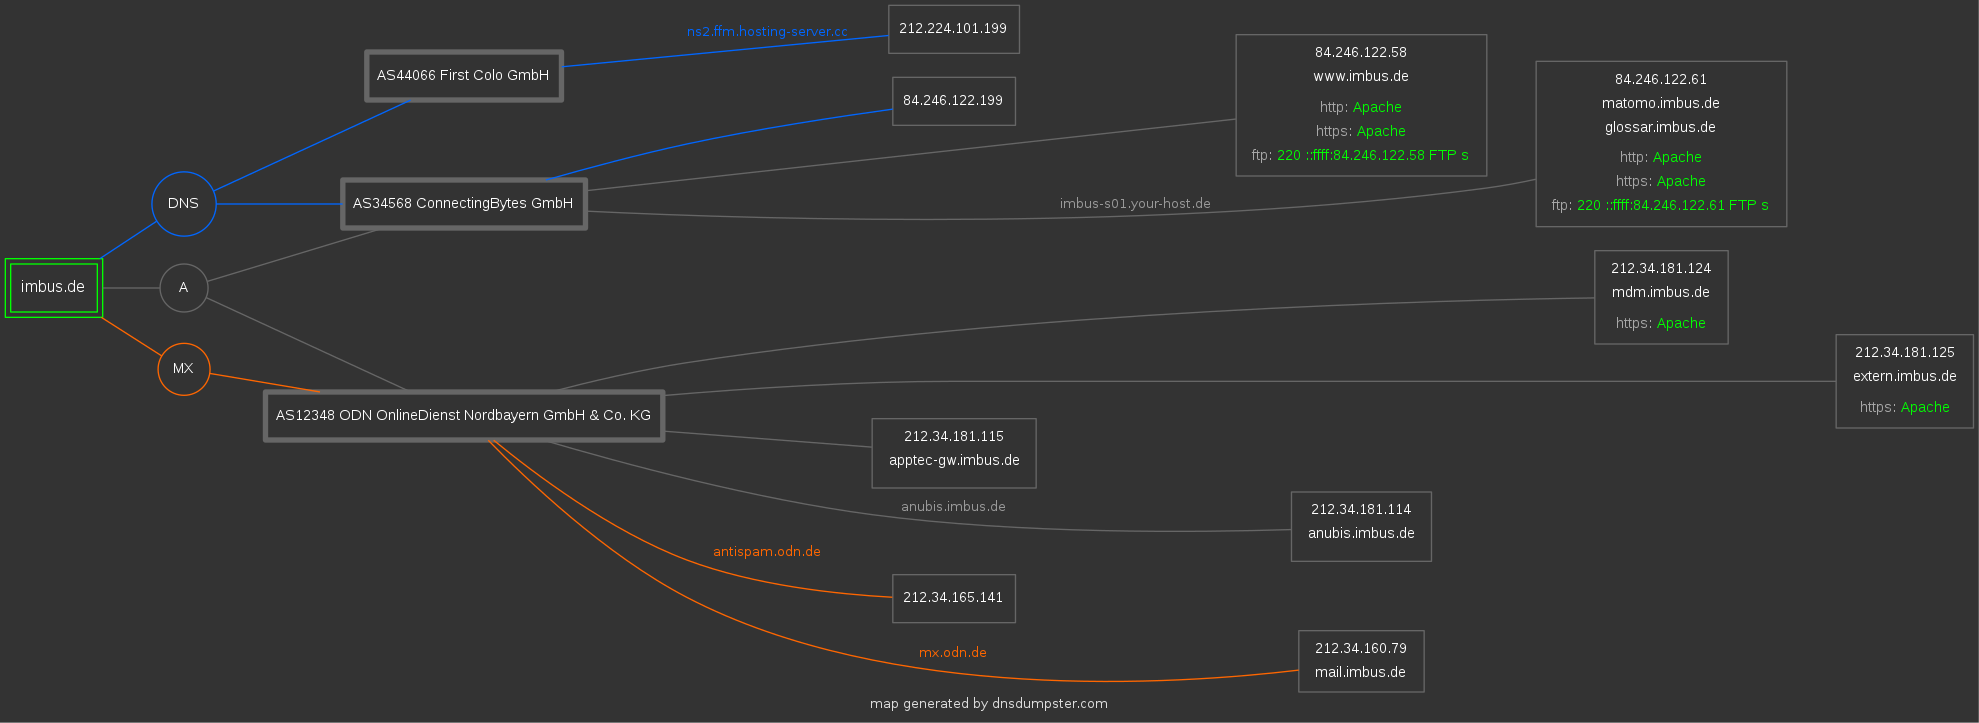 imbus.de
DNS
A
MX
AS44066 First Colo GmbH
AS34568 ConnectingBytes GmbH
AS12348 ODN OnlineDienst Nordbayern GmbH & Co. KG
ns2.ffm.hosting-server.cc
212.224.101.199
84.246.122.199
84.246.122.58
www.imbus.de
http: Apache
https: Apache
ftp: 220 ::ffff:84.246.122.58 FTP s
imbus-s01.your-host.de
84.246.122.61
matomo.imbus.de
glossar.imbus.de
http: Apache
https: Apache
ftp: 220 ::ffff:84.246.122.61 FTP s
212.34.181.124
mdm.imbus.de
https: Apache
212.34.181.125
extern.imbus.de
https: Apache
212.34.181.115
apptec-gw.imbus.de
anubis.imbus.de
212.34.181.114
anubis.imbus.de
antispam.odn.de
212.34.165.141
mx.odn.de
212.34.160.79
mail.imbus.de
map generated by dnsdumpster.com